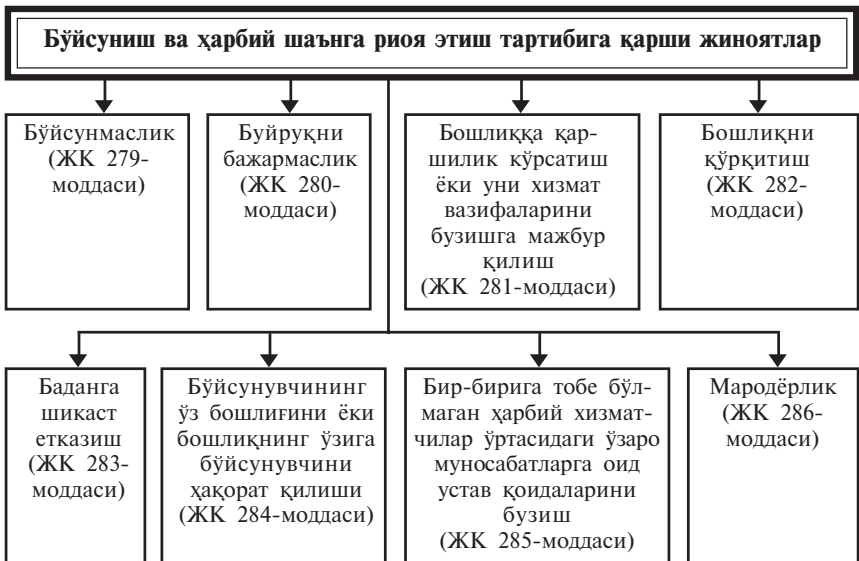 Бўйсуниш ва ҳарбий шаънга риоя этиш тартибига қарши жиноятлар
Бўйсунмаслик
(ЖК 279-
моддаси)
Буйруқни
бажармаслик
(ЖК 280-
моддаси)
Бошлиққа қар-
шилик кўрсатиш
ёки уни хизмат
вазифаларини
бузишга мажбур
қилиш
(ЖК 281-моддаси)
Бошлиқни
қўрқитиш
(ЖК 282-
моддаси)
Баданга
шикаст
етказиш
(ЖК 283-
моддаси)
Бўйсунувчининг
ўз бошлиғини ёки
бошлиқнинг ўзига
бўйсунувчини
ҳақорат қилиши
(ЖК 284-моддаси)
Бир-бирига тобе бўл-
маган ҳарбий хизмат-
чилар ўртасидаги ўзаро
муносабатларга оид
устав қоидаларини
бузиш
(ЖК 285-моддаси)
Мародёрлик
(ЖК 286-
моддаси)